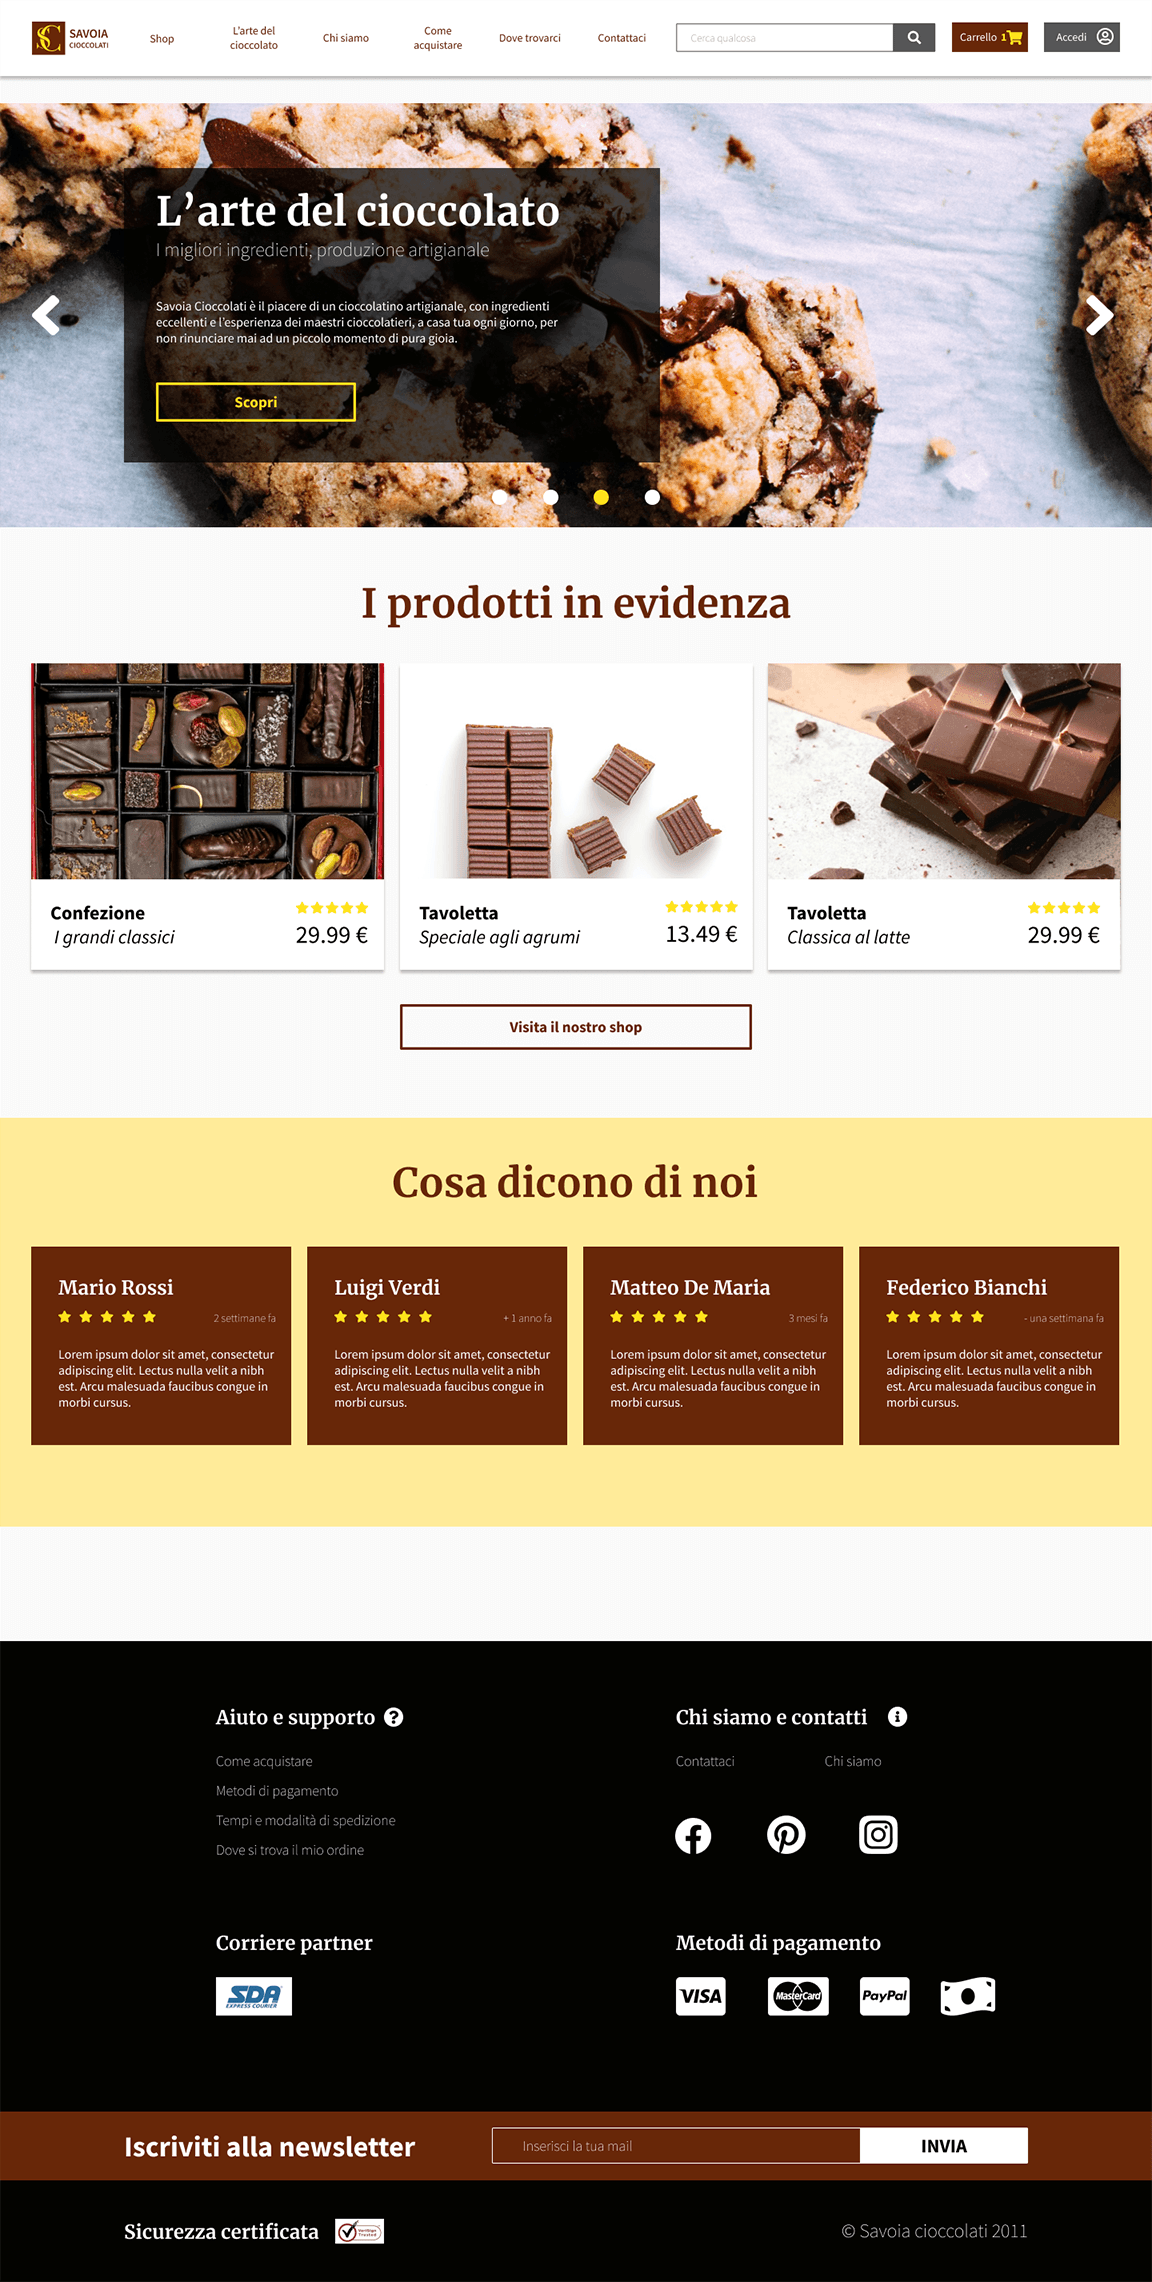 SC
SAVOIA
CIOCCOLATI
Shop
L'arte del
cioccolato
Chi siamo
Come
acquistare
Dove trovarci
Contattaci
Cerca qualcosa
Carrello 1
Accedi
L'arte del cioccolato
I migliori ingredienti, produzione artigianale
Savoia Cioccolati è il piacere di un cioccolatino artigianale, con ingredienti
eccellenti e l'esperienza dei maestri cioccolatieri, a casa tua ogni giorno, per
non rinunciare mai ad un piccolo momento di pura gioia.
Scopri
I prodotti in evidenza
Confezione
I grandi classici
29.99 €
Tavoletta
Speciale agli agrumi
13.49 €
Tavoletta
Classica al latte
29.99 €
Visita il nostro shop
Cosa dicono di noi
Mario Rossi
2 settimane fa
Lorem ipsum dolor sit amet, consectetur
adipiscing elit. Lectus nulla velit a nibh
est. Arcu malesuada faucibus congue in
morbi cursus.
Luigi Verdi
+ 1 anno fa
Lorem ipsum dolor sit amet, consectetur
adipiscing elit. Lectus nulla velit a nibh
est. Arcu malesuada faucibus congue in
morbi cursus.
Matteo De Maria
3 mesi fa
Lorem ipsum dolor sit amet, consectetur
adipiscing elit. Lectus nulla velit a nibh
est. Arcu malesuada faucibus congue in
morbi cursus.
Federico Bianchi
- una settimana fa
Lorem ipsum dolor sit amet, consectetur
adipiscing elit. Lectus nulla velit a nibh
est. Arcu malesuada faucibus congue in
morbi cursus.
Aiuto e supporto
Come acquistare
Metodi di pagamento
Tempi e modalità di spedizione
Dove si trova il mio ordine
Chi siamo e contatti
Contattaci
Chi siamo
Corriere partner
SDA
EXPRESS COURIER
Metodi di pagamento
VISA
MasterCard
PayPal
Iscriviti alla newsletter
Inserisci la tua mail
INVIA
Sicurezza certificata
VeriSign
Trusted
© Savoia cioccolati 2011